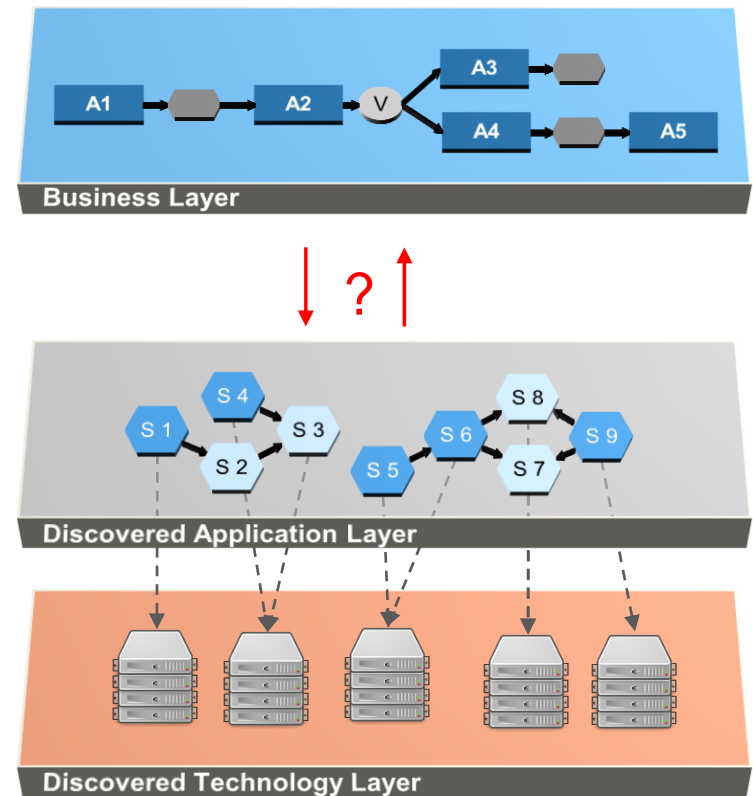 A1
A2
V
A3
A4
A5
Business Layer
?
S 1
S 4
S 2
S 3
S 5
S 6
S 8
S 7
S 9
Discovered Application Layer
Discovered Technology Layer